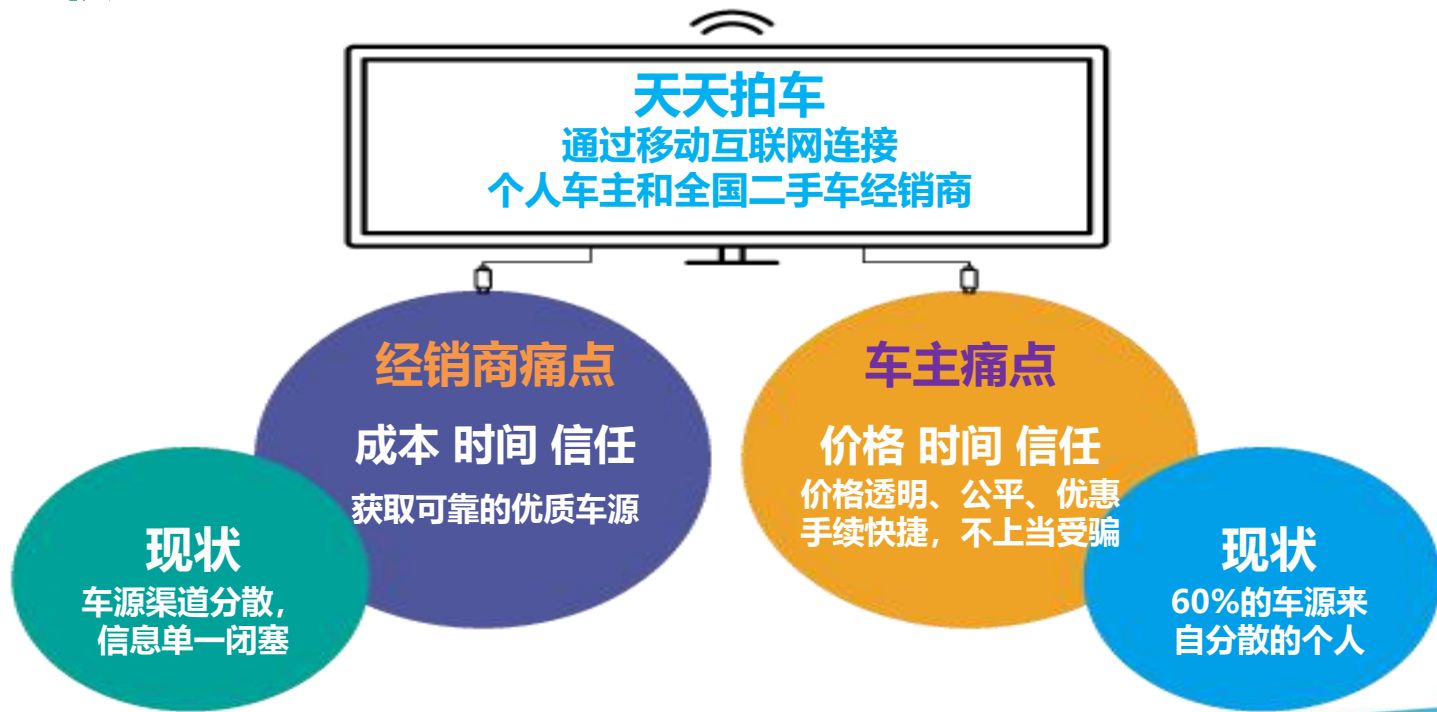 天天拍车
通过移动互联网连接
个人车主和全国二手车经销商
经销商痛点
成本 时间 信任
获取可靠的优质车源
车主痛点
价格 时间 信任
价格透明、公平、优惠
手续快捷，不上当受骗
现状
车源渠道分散，
信息单一闭塞
现状
60%的车源来
自分散的个人